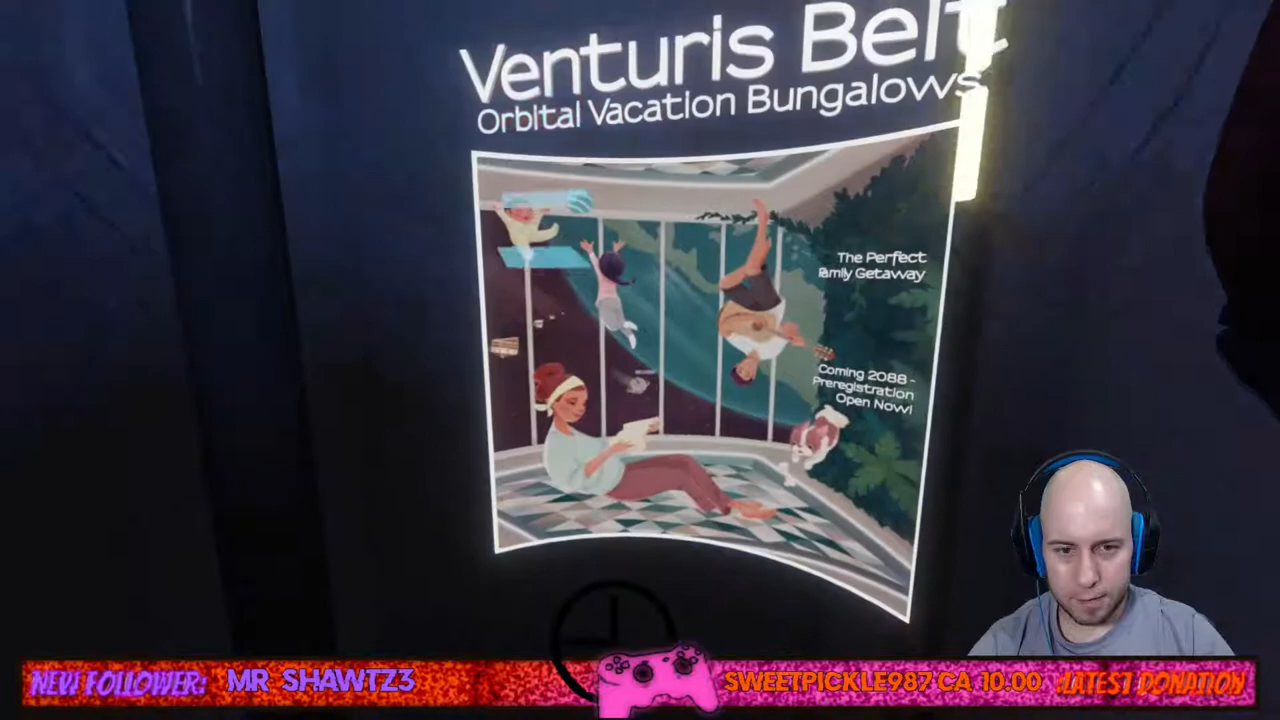 Venturis Belt
Orbital Vacation Bungalows
The Perfect
Family Getaway
Coming 2088 -
Preregistration
Open Now!
NEW FOLLOWER: MR SHAWTZ3
SWEETPICKLE987 CA 10.00 :LATEST DONATION